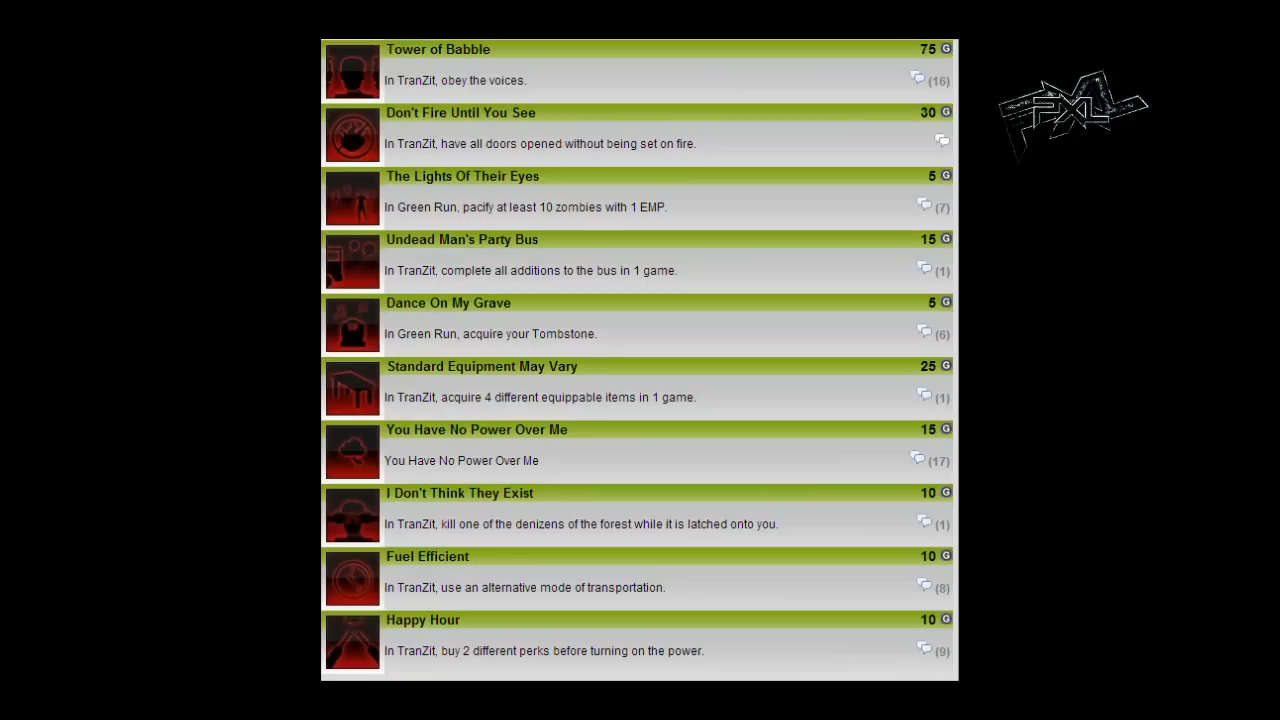 Tower of Babble 75 G
In TranZit, obey the voices. (16)
Don't Fire Until You See 30 G
In TranZit, have all doors opened without being set on fire.
The Lights Of Their Eyes 5 G
In Green Run, pacify at least 10 zombies with 1 EMP. (7)
Undead Man's Party Bus 15 G
In TranZit, complete all additions to the bus in 1 game. (1)
Dance On My Grave 5 G
In Green Run, acquire your Tombstone. (6)
Standard Equipment May Vary 25 G
In TranZit, acquire 4 different equippable items in 1 game. (1)
You Have No Power Over Me 15 G
You Have No Power Over Me (17)
I Don't Think They Exist 10 G
In TranZit, kill one of the denizens of the forest while it is latched onto you. (1)
Fuel Efficient 10 G
In TranZit, use an alternative mode of transportation. (8)
Happy Hour 10 G
In TranZit, buy 2 different perks before turning on the power. (9)
PXL